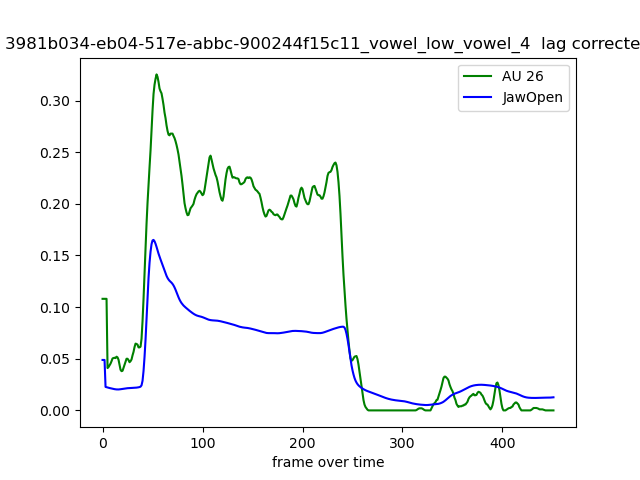 3981b034-eb04-517e-abbc-900244f15c11_vowel_low_vowel_4  lag correcte
AU 26
JawOpen
0.30
0.25
0.20
0.15
0.10
0.05
0.00
0 100 200 300 400
frame over time